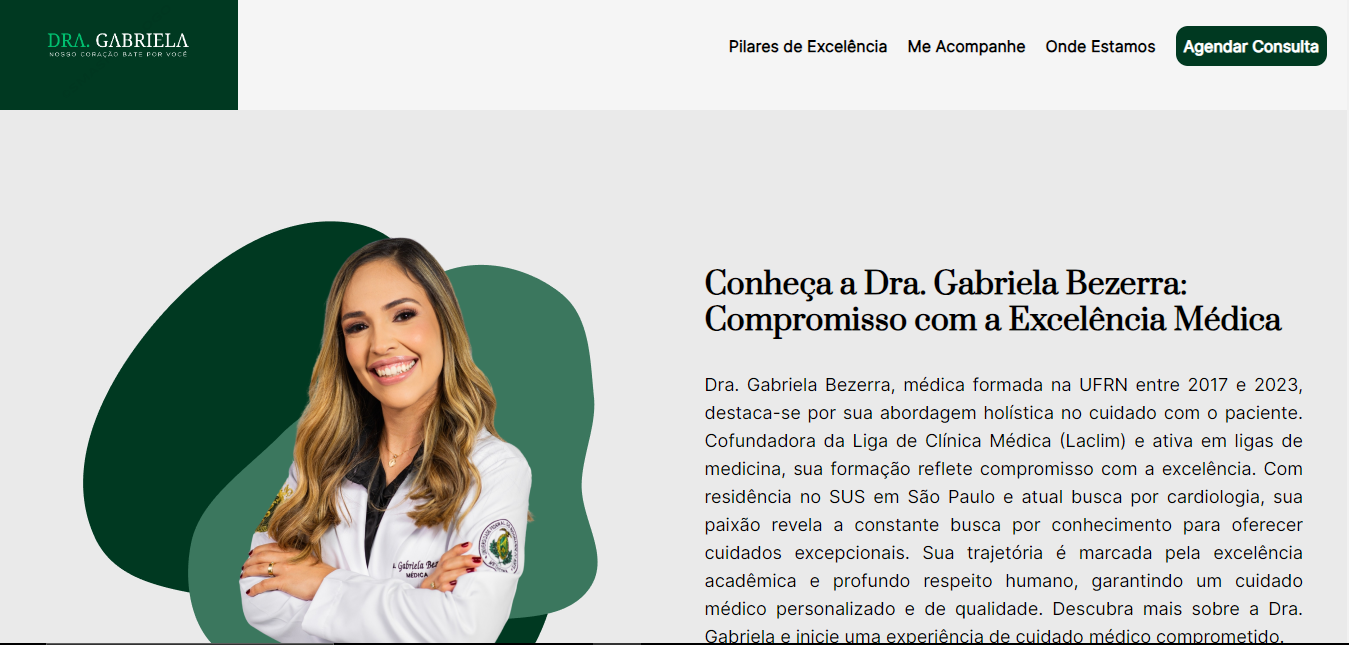 DRA. GABRIELA
NOSSO CORAÇÃO BATE POR VOCÊ
Pilares de Excelência
Me Acompanhe
Onde Estamos
Agendar Consulta
Conheça a Dra. Gabriela Bezerra:
Compromisso com a Excelência Médica
Dra. Gabriela Bezerra, médica formada na UFRN entre 2017 e 2023,
destaca-se por sua abordagem holística no cuidado com o paciente.
Cofundadora da Liga de Clínica Médica (Laclim) e ativa em ligas de
medicina, sua formação reflete compromisso com a excelência. Com
residência no SUS em São Paulo e atual busca por cardiologia, sua
paixão revela a constante busca por conhecimento para oferecer
cuidados excepcionais. Sua trajetória é marcada pela excelência
acadêmica e profundo respeito humano, garantindo um cuidado
médico personalizado e de qualidade. Descubra mais sobre a Dra.
Gabriela e inicie uma experiência de cuidado médico comprometido.
Gabriela Bez
MÉDICA